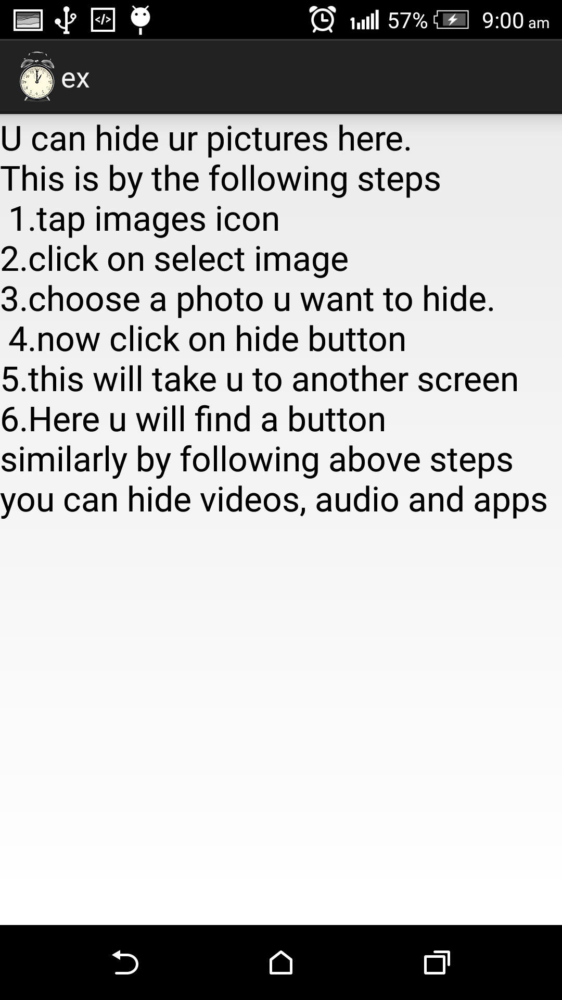 57% 9:00 am
ex
U can hide ur pictures here.
This is by the following steps
1.tap images icon
2.click on select image
3.choose a photo u want to hide.
4.now click on hide button
5.this will take u to another screen
6.Here u will find a button
similarly by following above steps
you can hide videos, audio and apps